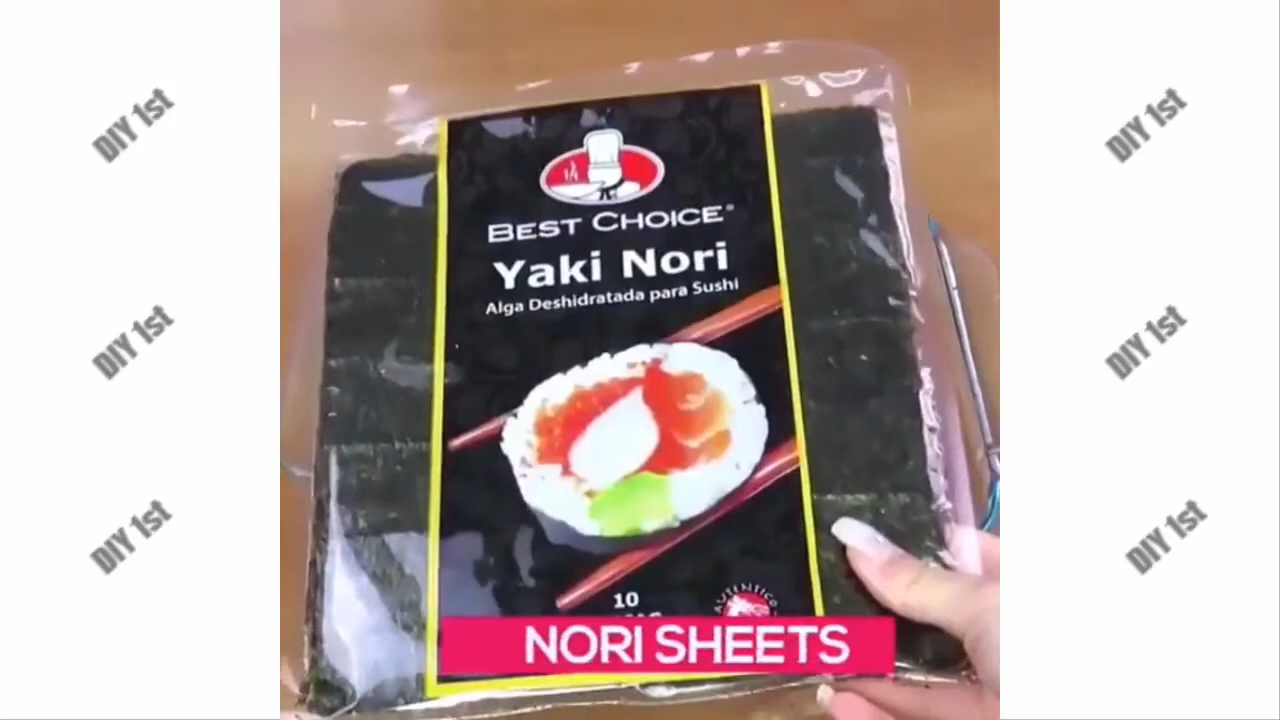 DIY 1st
DIY 1st
BEST CHOICE®
Yaki Nori
Alga Deshidratada para Sushi
DIY 1st
DIY 1st
10
AUTENTICO
NORI SHEETS
DIY 1st
DIY 1st